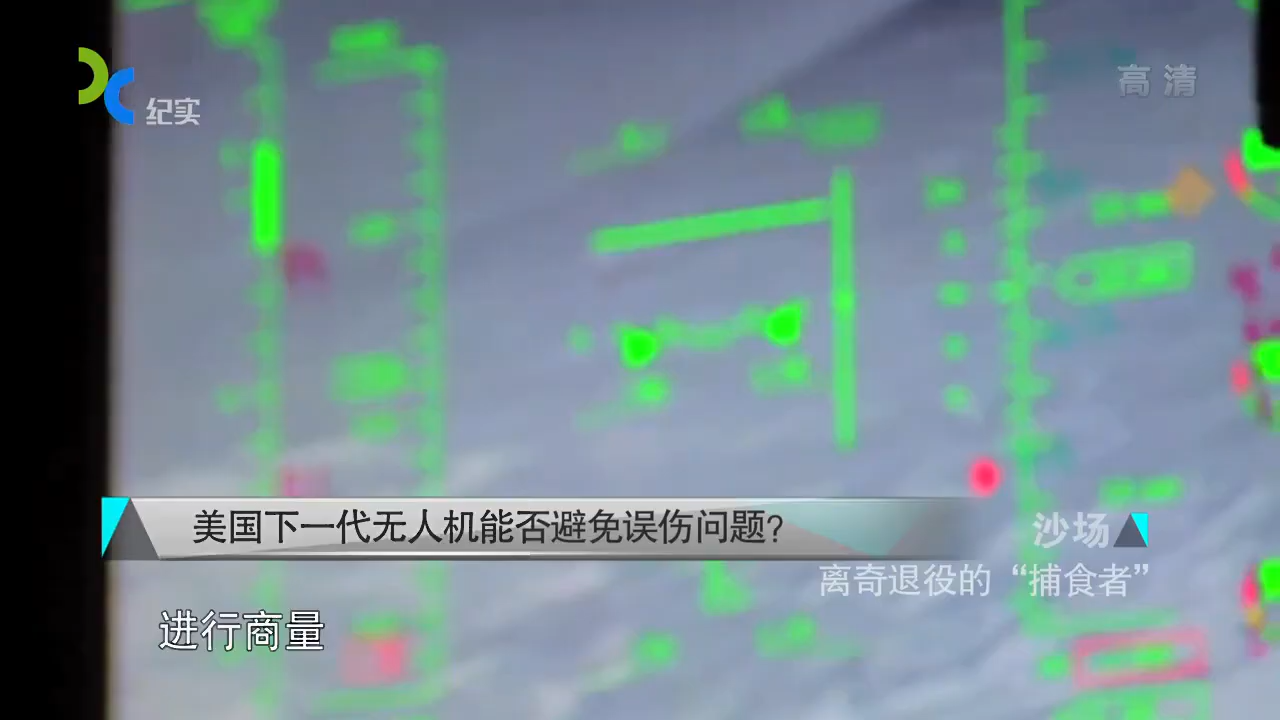 纪实
高清
美国下一代无人机能否避免误伤问题?
沙场
离奇退役的“捕食者”
进行商量